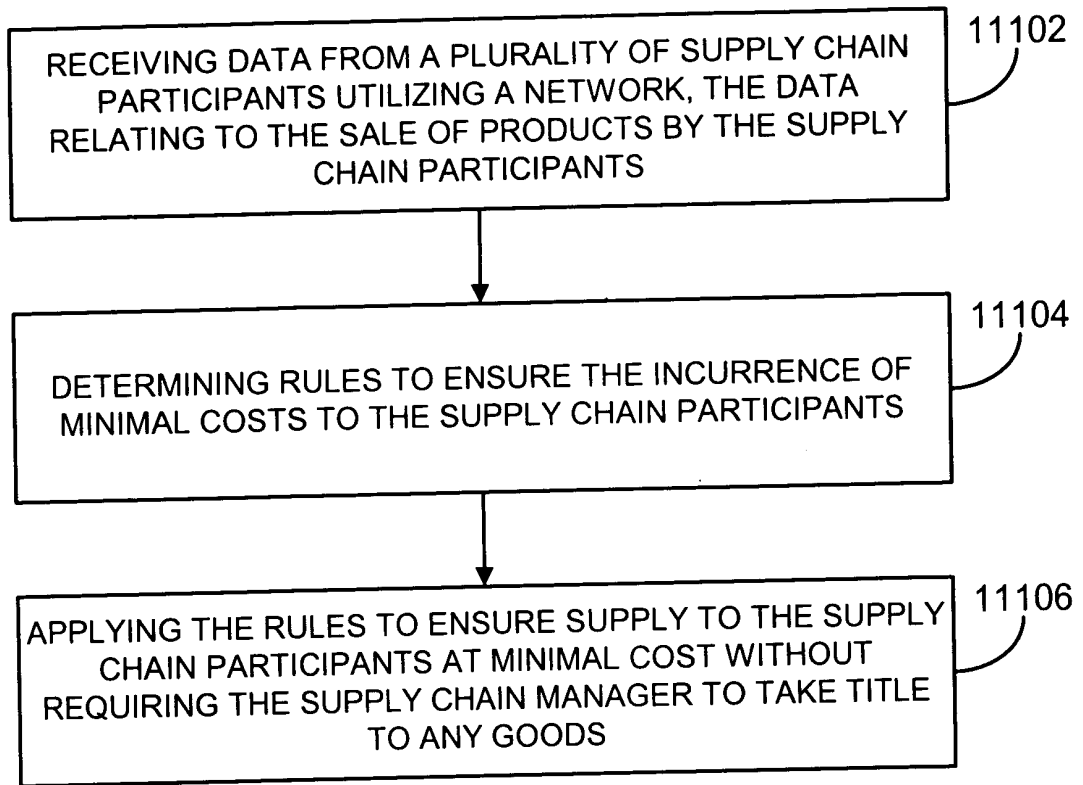 11102
RECEIVING DATA FROM A PLURALITY OF SUPPLY CHAIN
PARTICIPANTS UTILIZING A NETWORK, THE DATA
RELATING TO THE SALE OF PRODUCTS BY THE SUPPLY
CHAIN PARTICIPANTS
11104
DETERMINING RULES TO ENSURE THE INCURRENCE OF
MINIMAL COSTS TO THE SUPPLY CHAIN PARTICIPANTS
11106
APPLYING THE RULES TO ENSURE SUPPLY TO THE SUPPLY
CHAIN PARTICIPANTS AT MINIMAL COST WITHOUT
REQUIRING THE SUPPLY CHAIN MANAGER TO TAKE TITLE
TO ANY GOODS